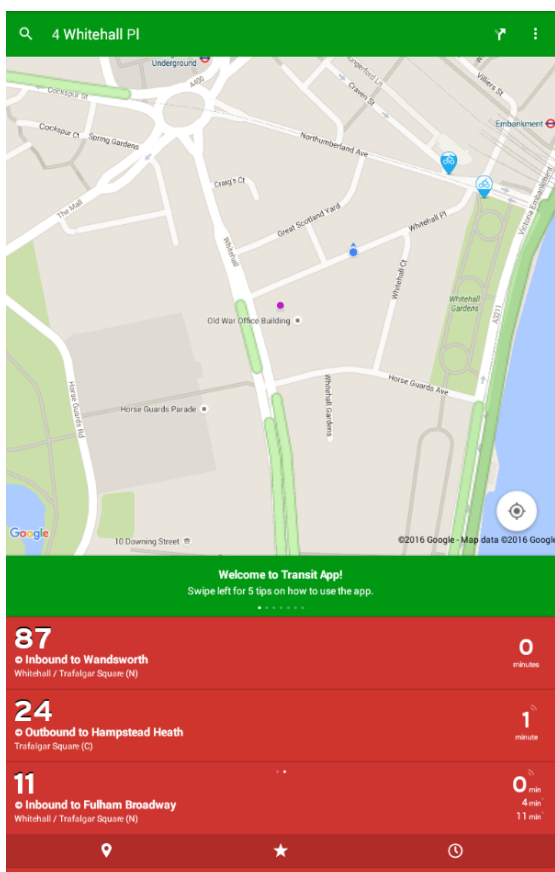 4 Whitehall Pl
Underground
A400
Cockspur St
Cockspur Ct
Spring Gardens
Craven St
Villiers St
Embankment
Northumberland Ave
Craig's Ct
The Mall
Great Scotland Yard
Whitehall Pl
Victoria Embankment
Whitehall
Whitehall Ct
Whitehall
Gardens
A3211
Old War Office Building
Horse Guards Ave
Horse Guards Rd
Whitehall Gardens
Horse Guards Parade
Google
10 Downing Street
©2016 Google - Map data ©2016 Google
Welcome to Transit App!
Swipe left for 5 tips on how to use the app.
87
Inbound to Wandsworth
Whitehall / Trafalgar Square (N)
0
minutes
24
Outbound to Hampstead Heath
Trafalgar Square (C)
1
minute
11
Inbound to Fulham Broadway
Whitehall / Trafalgar Square (N)
0 min
4 min
11 min